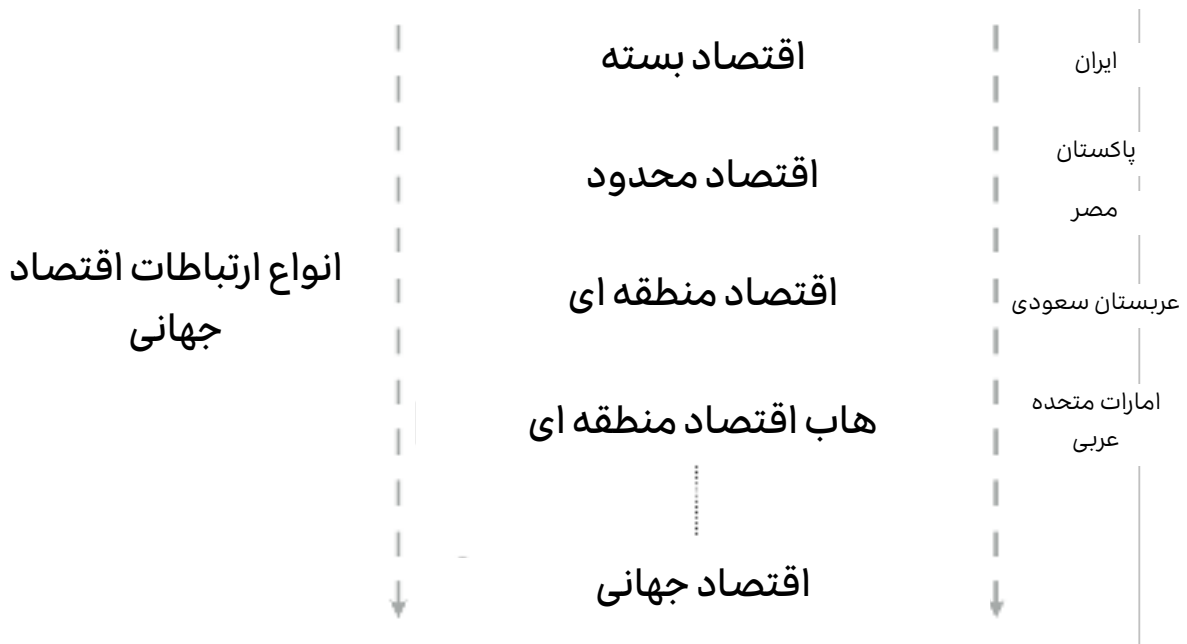 ایران
اقتصاد بسته
پاکستان
اقتصاد محدود
مصر
انواع ارتباطات اقتصاد
جهانی
اقتصاد منطقه ای
عربستان سعودی
هاب اقتصاد منطقه ای
امارات متحده
عربی
اقتصاد جهانی